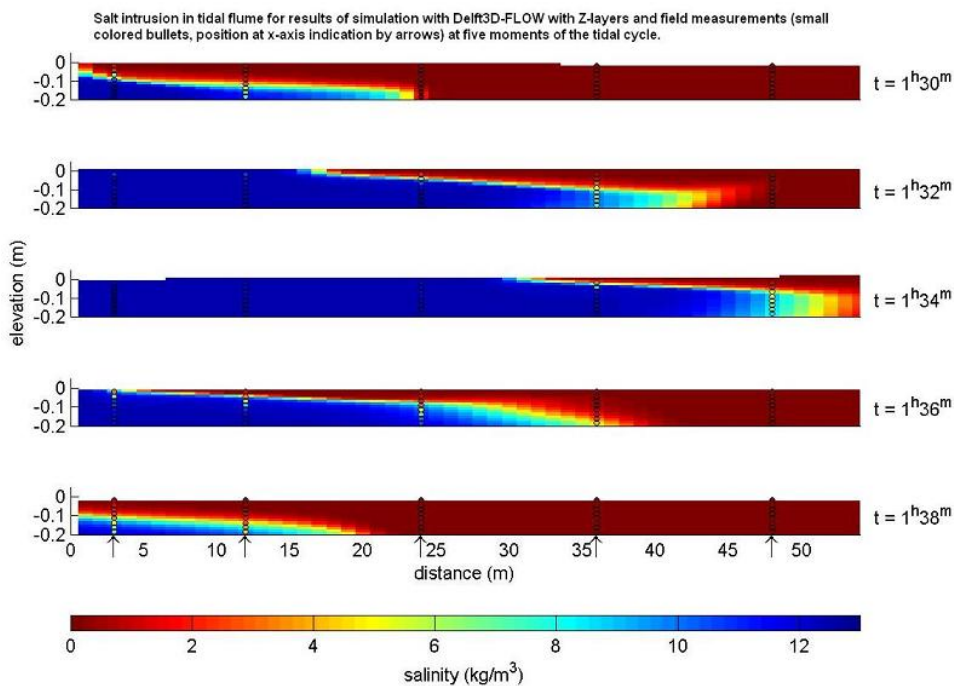 Salt intrusion in tidal flume for results of simulation with Delft3D-FLOW with Z-layers and field measurements (small
colored bullets, position at x-axis indication by arrows) at five moments of the tidal cycle.
0
-0.1
-0.2
t = 1h30m
0
-0.1
-0.2
t = 1h32m
elevation (m)
0
-0.1
-0.2
t = 1h34m
0
-0.1
-0.2
t = 1h36m
0
-0.1
-0.2
t = 1h38m
0 5 10 15 20 25 30 35 40 45 50
distance (m)
0 2 4 6 8 10 12
salinity (kg/m³)